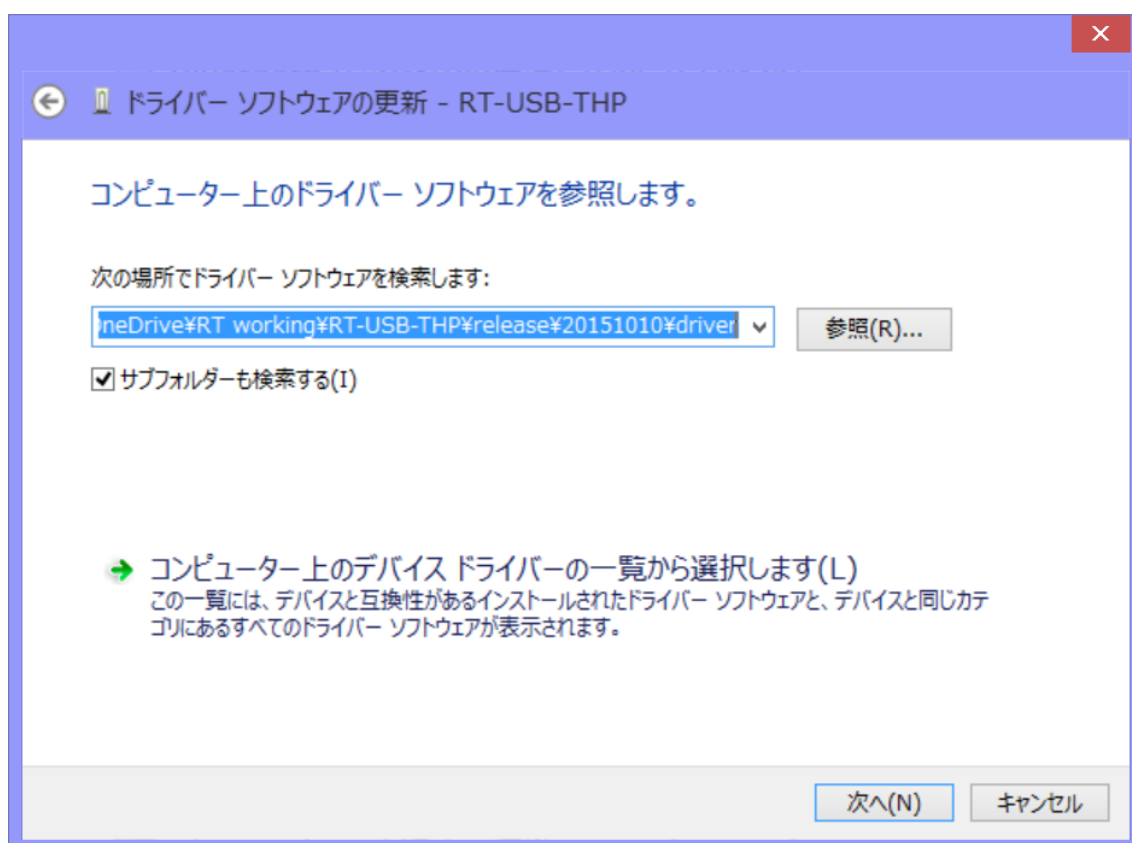 ドライバー ソフトウェアの更新 - RT-USB-THP
コンピューター上のドライバー ソフトウェアを参照します。
次の場所でドライバー ソフトウェアを検索します:
neDrive¥RT working¥RT-USB-THP¥release¥20151010¥driver
参照(R)...
サブフォルダーも検索する(I)
コンピューター上のデバイス ドライバーの一覧から選択します(L)
この一覧には、デバイスと互換性があるインストールされたドライバー ソフトウェアと、デバイスと同じカテ
ゴリにあるすべてのドライバー ソフトウェアが表示されます。
次へ(N)
キャンセル